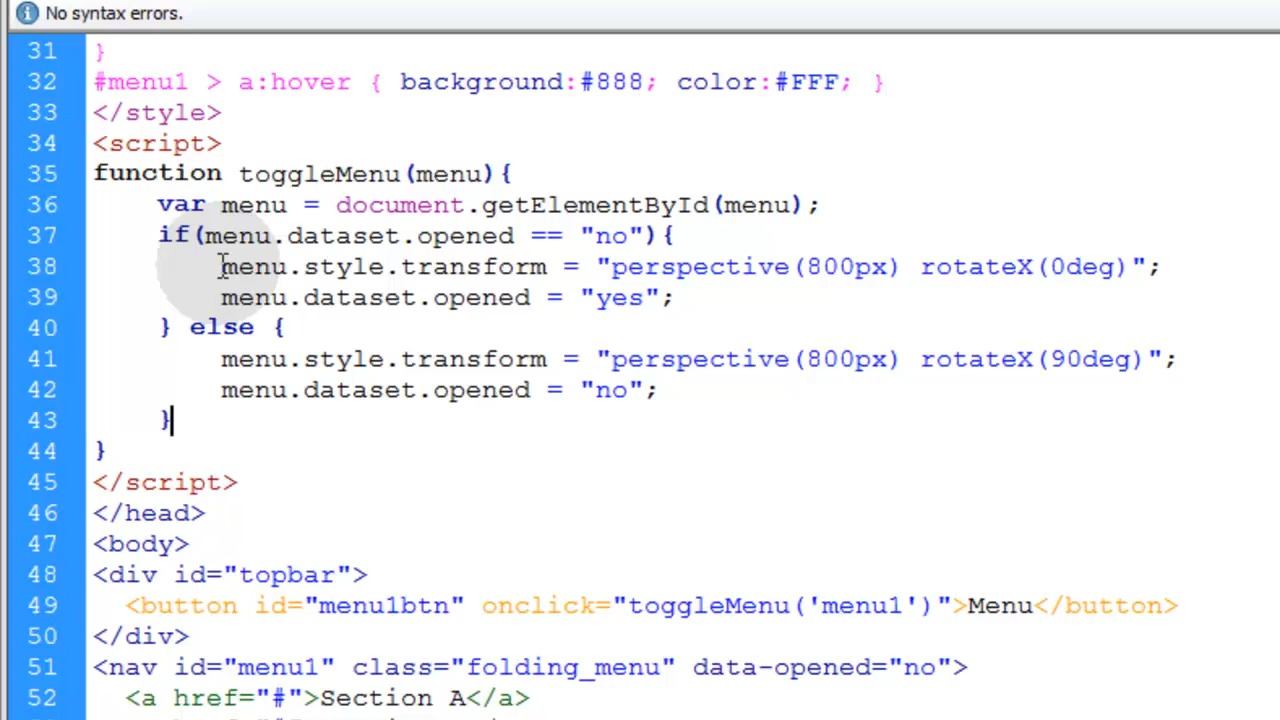 No syntax errors.
31 }
32 #menu1 > a:hover { background:#888; color:#FFF; }
33 </style>
34 <script>
35 function toggleMenu(menu){
36 var menu = document.getElementById(menu);
37 if(menu.dataset.opened == "no"){
38 menu.style.transform = "perspective(800px) rotateX(0deg)";
39 menu.dataset.opened = "yes";
40 } else {
41 menu.style.transform = "perspective(800px) rotateX(90deg)";
42 menu.dataset.opened = "no";
43 }
44 }
45 </script>
46 </head>
47 <body>
48 <div id="topbar">
49 <button id="menu1btn" onclick="toggleMenu('menu1')">Menu</button>
50 </div>
51 <nav id="menu1" class="folding_menu" data-opened="no">
52 <a href="#">Section A</a>